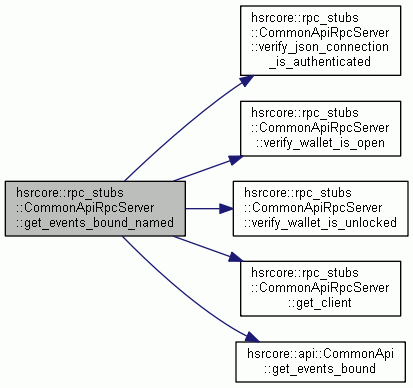 hsrcore::rpc_stubs
::CommonApiRpcServer
::get_events_bound_named
hsrcore::rpc_stubs
::CommonApiRpcServer
::verify_json_connection
_is_authenticated
hsrcore::rpc_stubs
::CommonApiRpcServer
::verify_wallet_is_open
hsrcore::rpc_stubs
::CommonApiRpcServer
::verify_wallet_is_unlocked
hsrcore::rpc_stubs
::CommonApiRpcServer
::get_client
hsrcore::api::CommonApi
::get_events_bound